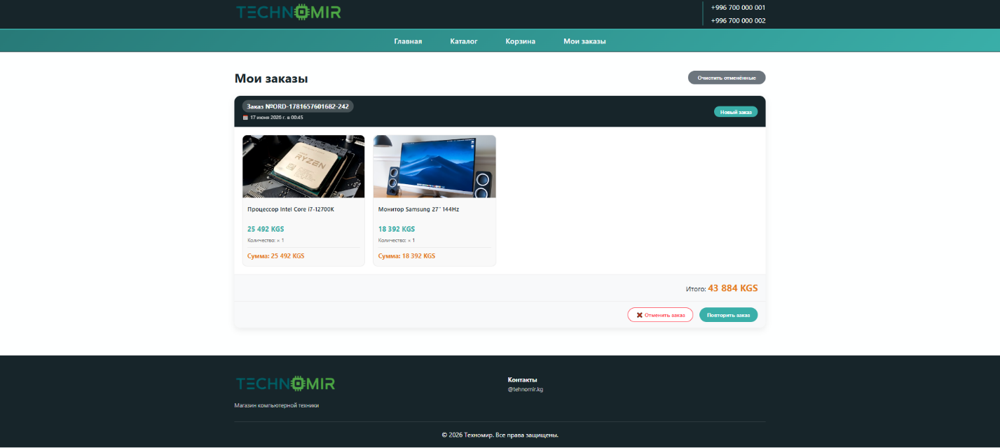 TECHNOMIR
+996 700 000 001
+996 700 000 002
Главная Каталог Корзина Мои заказы
Мои заказы
Очистить отменённые
Заказ №ORD-1781657601682-242
17 июня 2026 г. в 00:45
Новый заказ
RYZEN
Процессор Intel Core i7-12700K
25 492 KGS
Количество: × 1
Сумма: 25 492 KGS
Монитор Samsung 27" 144Hz
18 392 KGS
Количество: × 1
Сумма: 18 392 KGS
Итого: 43 884 KGS
Отменить заказ
Повторить заказ
TECHNOMIR
Магазин компьютерной техники
Контакты
@tehnomir.kg
© 2026 Техномир. Все права защищены.